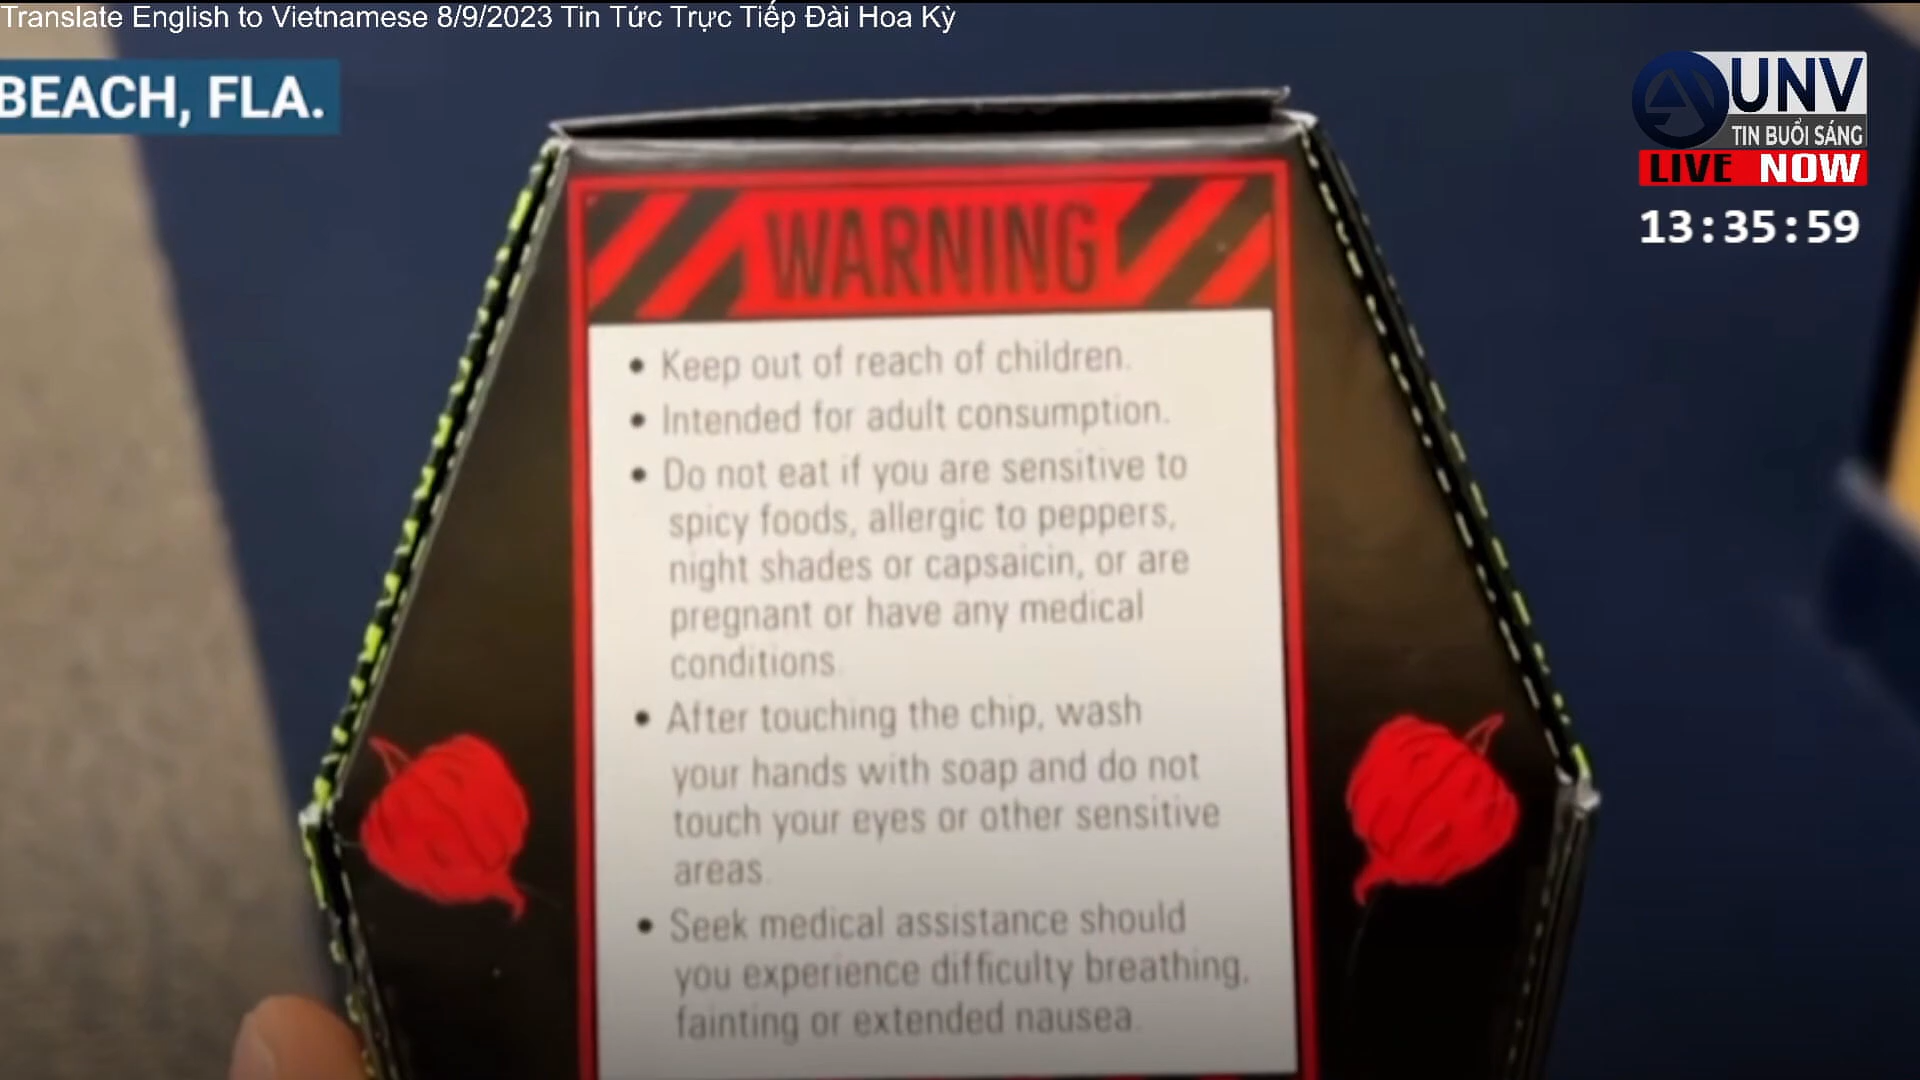 Translate English to Vietnamese 8/9/2023 Tin Tức Trực Tiếp Đài Hoa Kỳ
BEACH, FLA.
UNV
TIN BUỔI SÁNG
LIVE NOW
13:35:59
WARNING
• Keep out of reach of children.
• Intended for adult consumption.
• Do not eat if you are sensitive to
spicy foods, allergic to peppers,
night shades or capsaicin, or are
pregnant or have any medical
conditions.
• After touching the chip, wash
your hands with soap and do not
touch your eyes or other sensitive
areas.
• Seek medical assistance should
you experience difficulty breathing,
fainting or extended nausea.